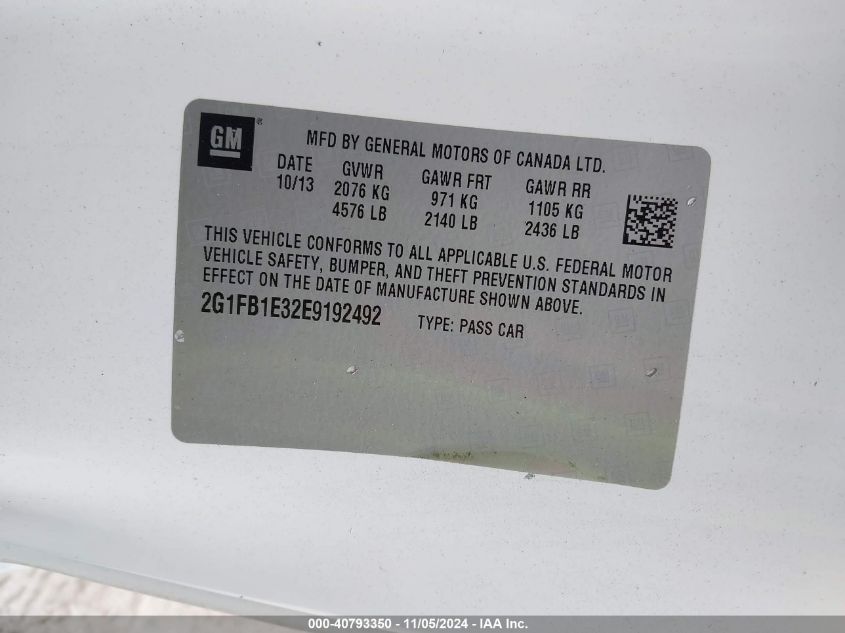 GM ®
MFD BY GENERAL MOTORS OF CANADA LTD.
DATE GVWR GAWR FRT GAWR RR
10/13 2076 KG 971 KG 1105 KG
4576 LB 2140 LB 2436 LB
THIS VEHICLE CONFORMS TO ALL APPLICABLE U.S. FEDERAL MOTOR
VEHICLE SAFETY, BUMPER, AND THEFT PREVENTION STANDARDS IN
EFFECT ON THE DATE OF MANUFACTURE SHOWN ABOVE.
2G1FB1E32E9192492 TYPE: PASS CAR
000-40793350 - 11/05/2024 - IAA Inc.